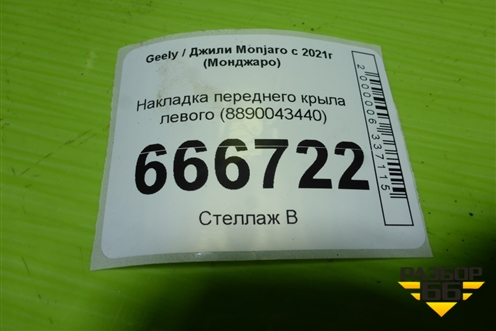 Geely / Джили Monjaro с 2021г
(Монджаро)
Накладка переднего крыла
левого (8890043440)
666722
Стеллаж В
2000006337115
РАЗБОР
66